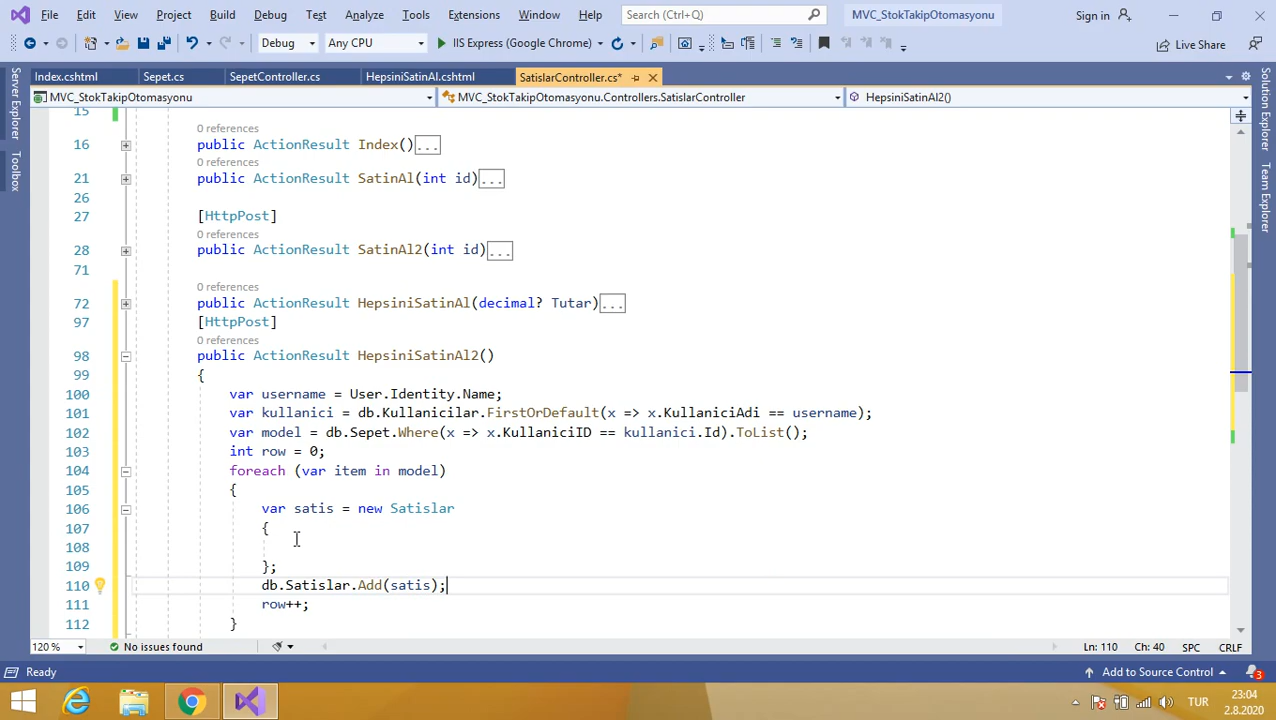 File Edit View Project Build Debug Test Analyze Tools Extensions Window Help Search (Ctrl+Q) MVC_StokTakipOtomasyonu Sign in
Debug Any CPU IIS Express (Google Chrome) Live Share
Index.cshtml Sepet.cs SepetController.cs HepsiniSatinAl.cshtml SatislarController.cs*
MVC_StokTakipOtomasyonu MVC_StokTakipOtomasyonu.Controllers.SatislarController HepsiniSatinAl2()
Server Explorer
Toolbox
Solution Explorer
Team Explorer
15
0 references
16 public ActionResult Index()...
0 references
21 public ActionResult SatinAl(int id)...
26
27 [HttpPost]
0 references
28 public ActionResult SatinAl2(int id)...
71
0 references
72 public ActionResult HepsiniSatinAl(decimal? Tutar)...
97 [HttpPost]
0 references
98 public ActionResult HepsiniSatinAl2()
99 {
100 var username = User.Identity.Name;
101 var kullanici = db.Kullanicilar.FirstOrDefault(x => x.KullaniciAdi == username);
102 var model = db.Sepet.Where(x => x.KullaniciID == kullanici.Id).ToList();
103 int row = 0;
104 foreach (var item in model)
105 {
106 var satis = new Satislar
107 {
108
109 };
110 db.Satislar.Add(satis);
111 row++;
112 }
120 % No issues found Ln: 110 Ch: 40 SPC CRLF
Ready Add to Source Control 3
TUR 23:04
2.8.2020